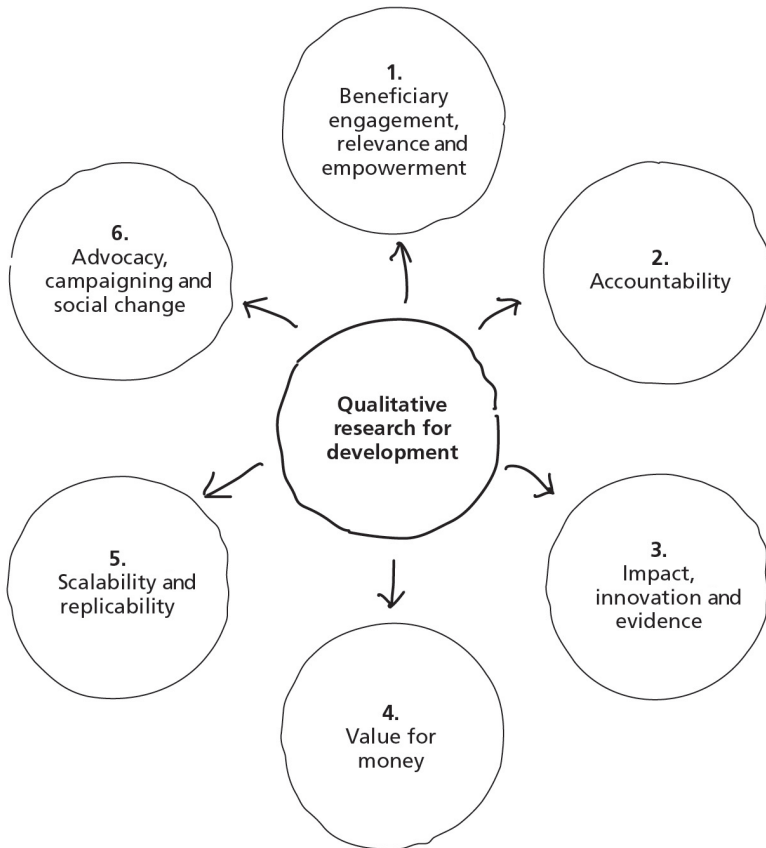 1.
Beneficiary
engagement,
relevance and
empowerment
2.
Accountability
3.
Impact,
innovation and
evidence
4.
Value for
money
5.
Scalability and
replicability
6.
Advocacy,
campaigning and
social change
Qualitative
research for
development